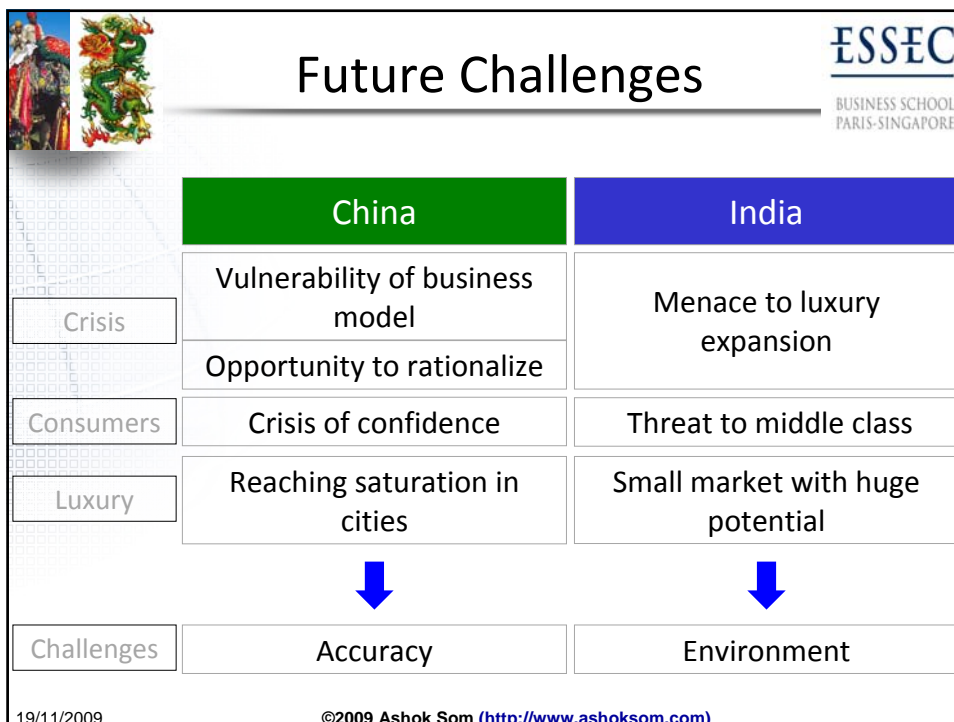 Future Challenges
ESSEC
BUSINESS SCHOOL
PARIS-SINGAPORE
China
India
Crisis
Vulnerability of business
model
Opportunity to rationalize
Menace to luxury
expansion
Consumers
Crisis of confidence
Threat to middle class
Luxury
Reaching saturation in
cities
Small market with huge
potential
Challenges
Accuracy
Environment
19/11/2009
©2009 Ashok Som (http://www.ashoksom.com)